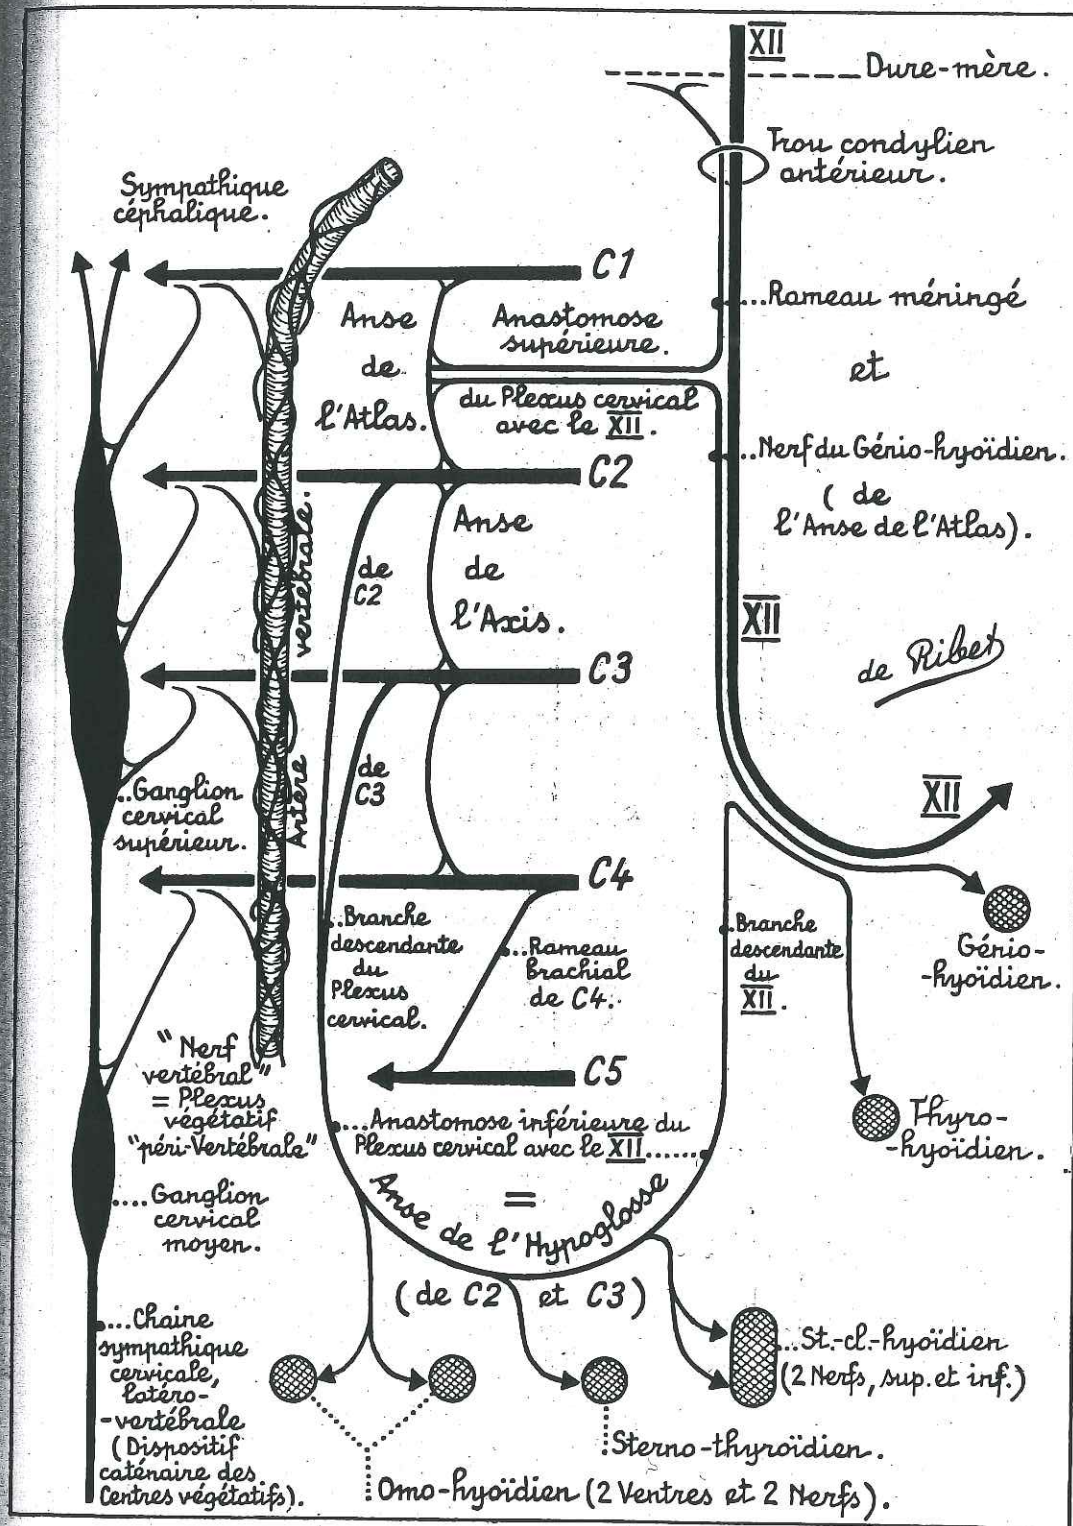 XII
Dure-mère.
Trou condylien
antérieur.
Sympathique
céphalique.
C1
...Rameau méningé
et
Anse
de
l'Atlas.
Anastomose
supérieure.
du Plexus cervical
avec le XII.
...Nerf du Génio-hyoïdien.
( de
l'Anse de l'Atlas).
C2
Anse
de
l'Axis.
de
C2
Artère vertébrale.
XII
de Ribet
C3
de
C3
XII
...Ganglion
cervical
supérieur.
C4
...Branche
descendante
du
Plexus
cervical.
...Rameau
brachial
de C4.
...Branche
descendante
du
XII.
Génio-
hyoïdien.
"Nerf
vertébral"
= Plexus
végétatif
"péri-Vertébrale"
C5
Thyro-
-hyoïdien.
...Anastomose inférieure du
Plexus cervical avec le XII......
=
Anse de l'Hypoglosse
(de C2 et C3)
....Ganglion
cervical
moyen.
...Chaine
sympathique
cervicale,
latéro-
-vertébrale
(Dispositif
caténaire des
Centres végétatifs).
...St.-cl.-hyoïdien
(2 Nerfs, sup. et inf.)
Sterno-thyroïdien.
Omo-hyoïdien (2 Ventres et 2 Nerfs).